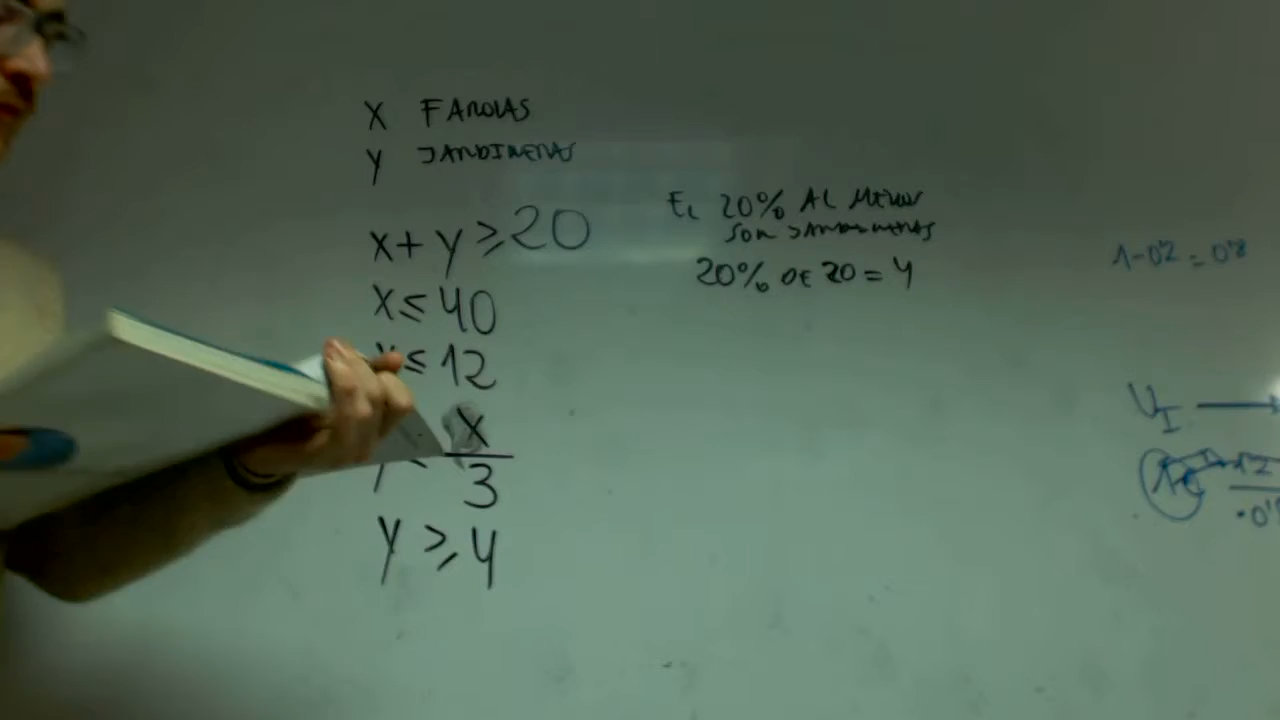 X FAROLAS
Y JARDINERAS
X + Y ≥ 20
X ≤ 40
≤ 12
X
3
Y ≥ 4
EL 20% AL MENOS
SON JARDINERAS
20% DE 20 = 4
1-0'2 = 0'8
U_I →